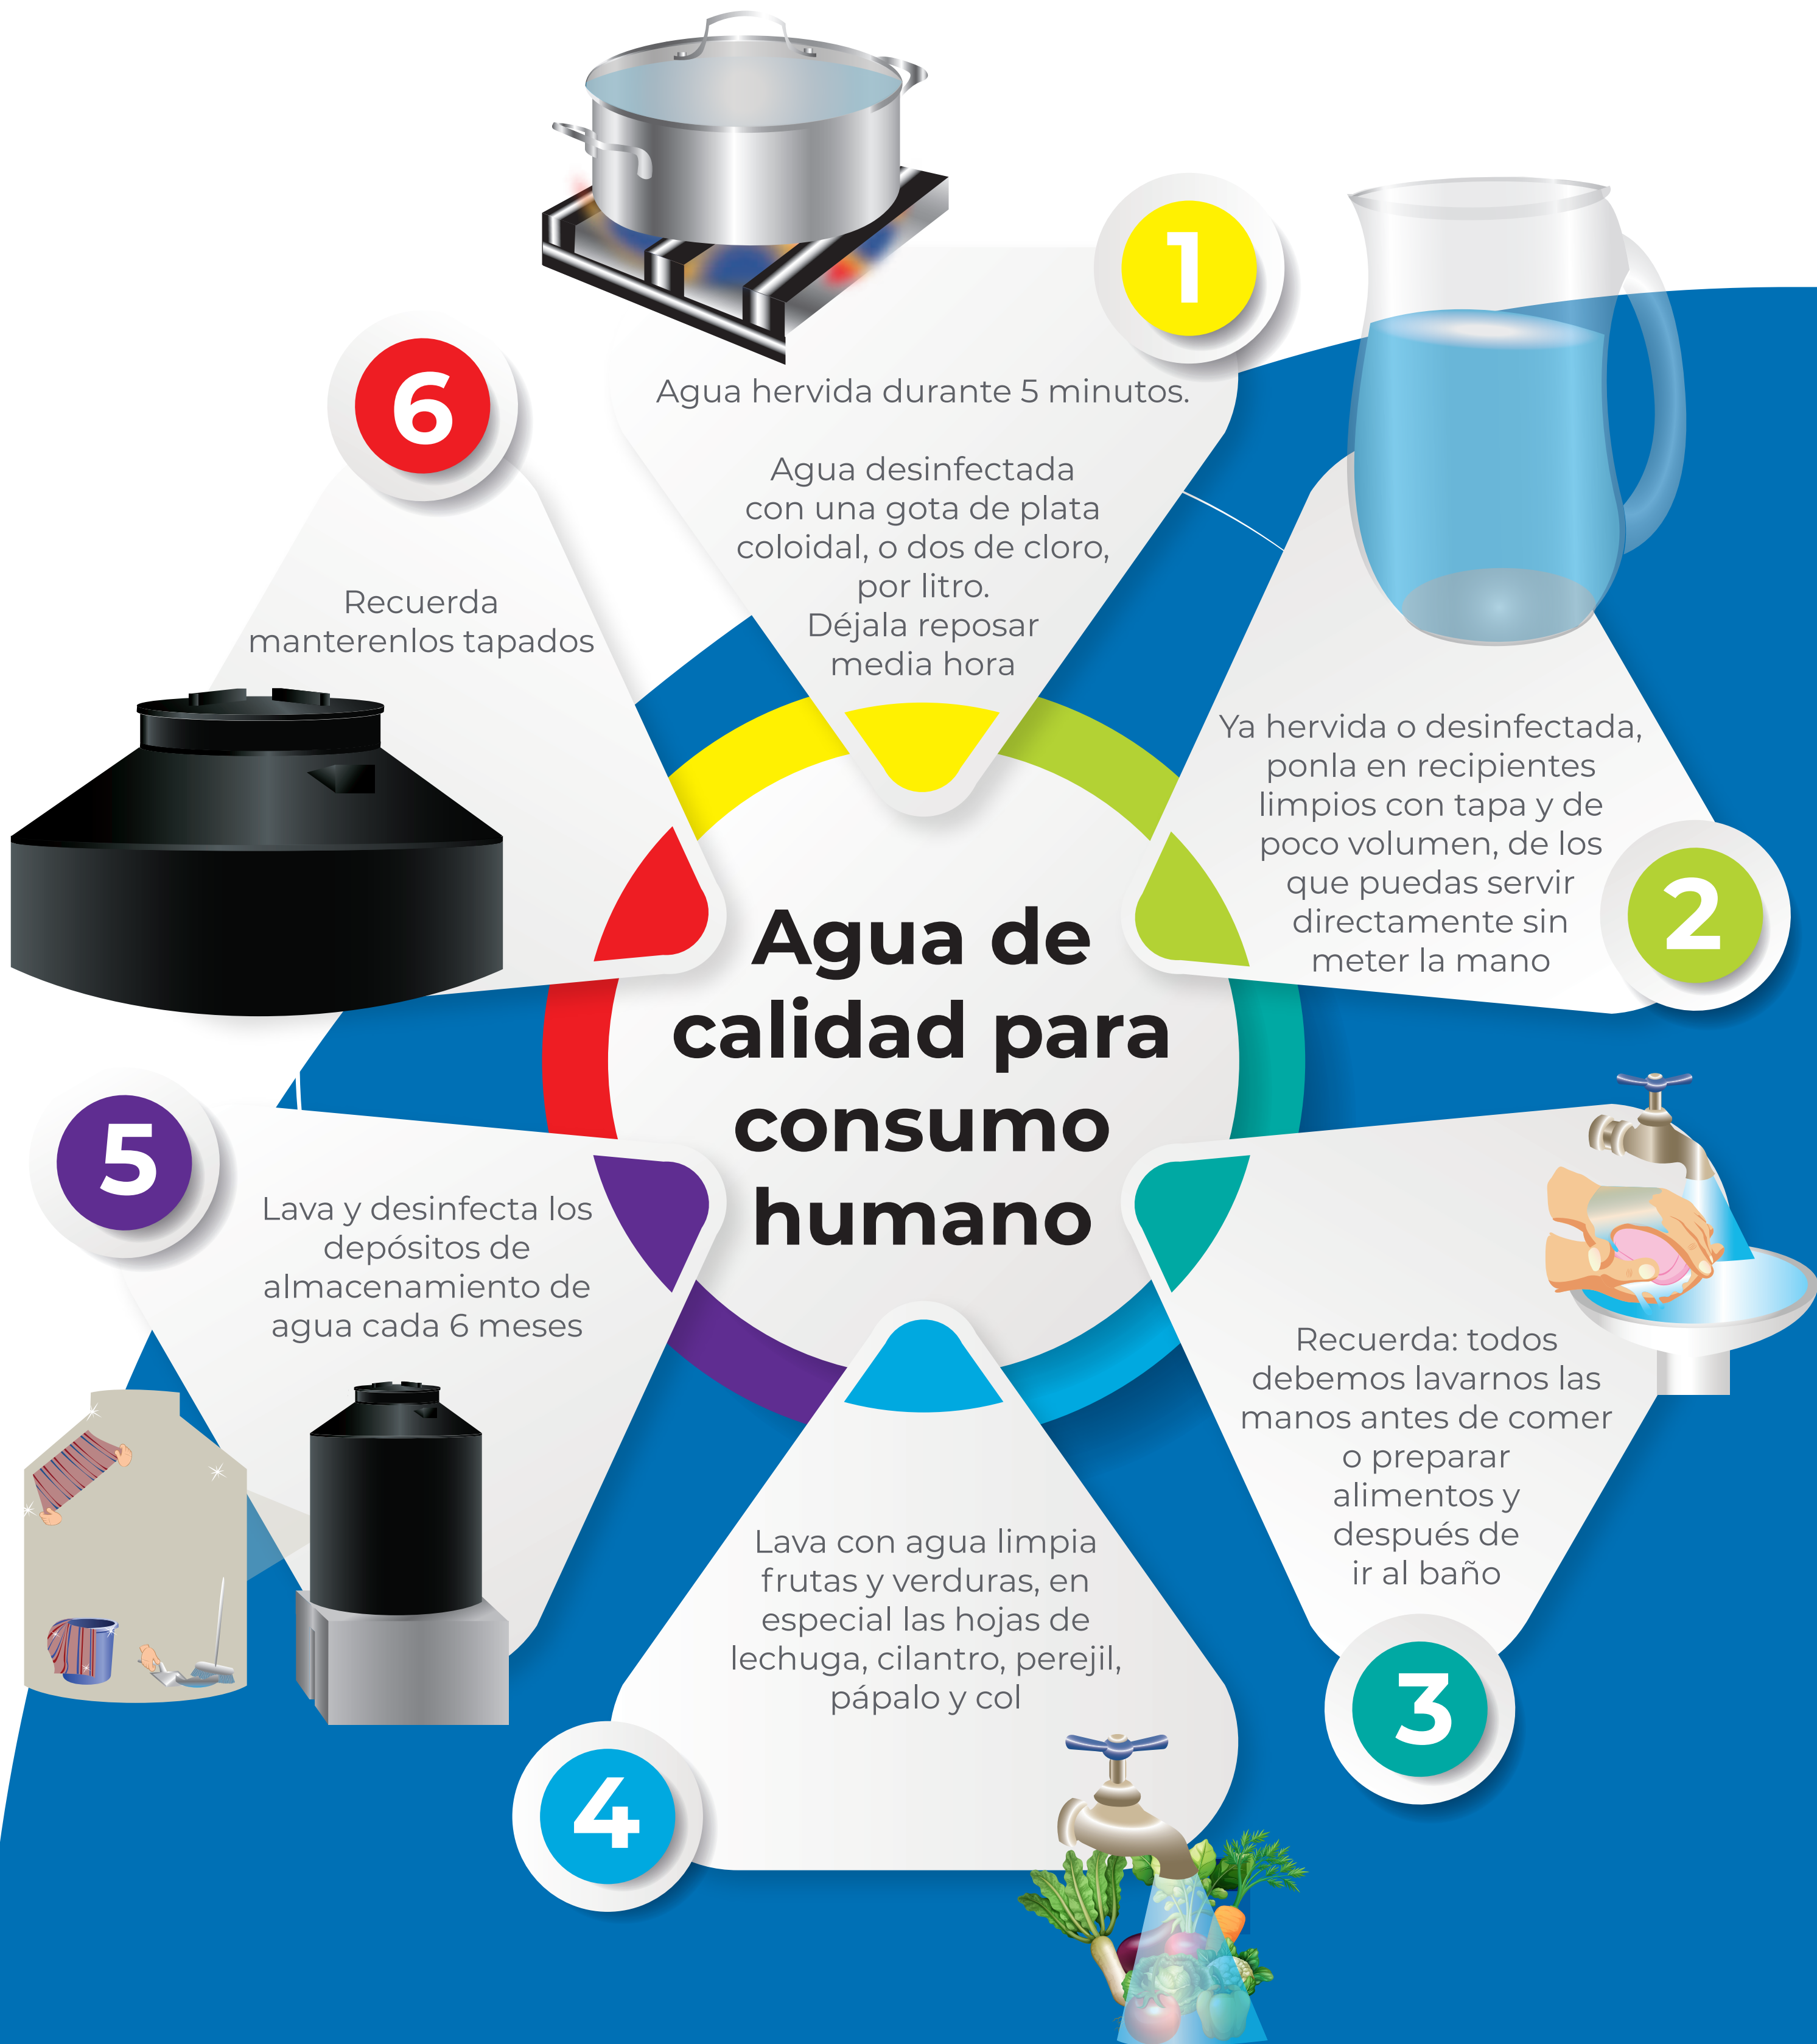 Agua de
calidad para
consumo
humano
1
Agua hervida durante 5 minutos.
Agua desinfectada
con una gota de plata
coloidal, o dos de cloro,
por litro.
Déjala reposar
media hora
2
Ya hervida o desinfectada,
ponla en recipientes
limpios con tapa y de
poco volumen, de los
que puedas servir
directamente sin
meter la mano
3
Recuerda: todos
debemos lavarnos las
manos antes de comer
o preparar
alimentos y
después de
ir al baño
4
Lava con agua limpia
frutas y verduras, en
especial las hojas de
lechuga, cilantro, perejil,
pápalo y col
5
Lava y desinfecta los
depósitos de
almacenamiento de
agua cada 6 meses
6
Recuerda
manterenlos tapados